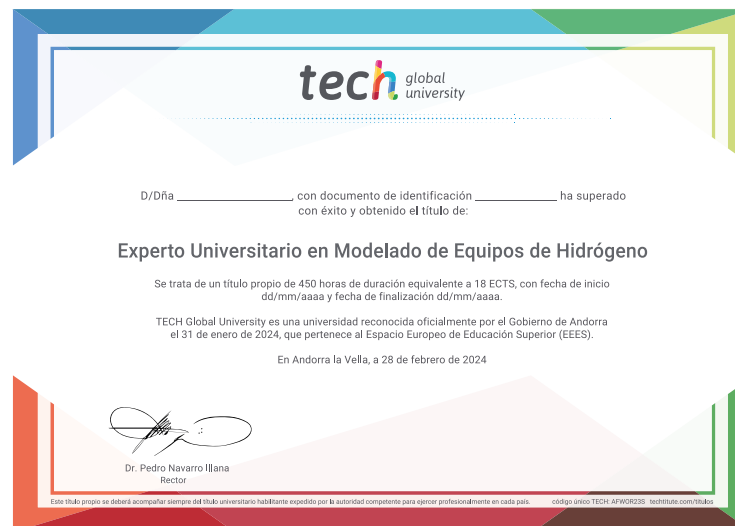 tech global university
D/Dña ____________, con documento de identificación ____________ ha superado
con éxito y obtenido el título de:
Experto Universitario en Modelado de Equipos de Hidrógeno
Se trata de un título propio de 450 horas de duración equivalente a 18 ECTS, con fecha de inicio
dd/mm/aaaa y fecha de finalización dd/mm/aaaa.
TECH Global University es una universidad reconocida oficialmente por el Gobierno de Andorra
el 31 de enero de 2024, que pertenece al Espacio Europeo de Educación Superior (EEES).
En Andorra la Vella, a 28 de febrero de 2024
Dr. Pedro Navarro Illana
Rector
Este título propio se deberá acompañar siempre del título universitario habilitante expedido por la autoridad competente para ejercer profesionalmente en cada país. código único TECH: AFWOR23S techtitute.com/titulos